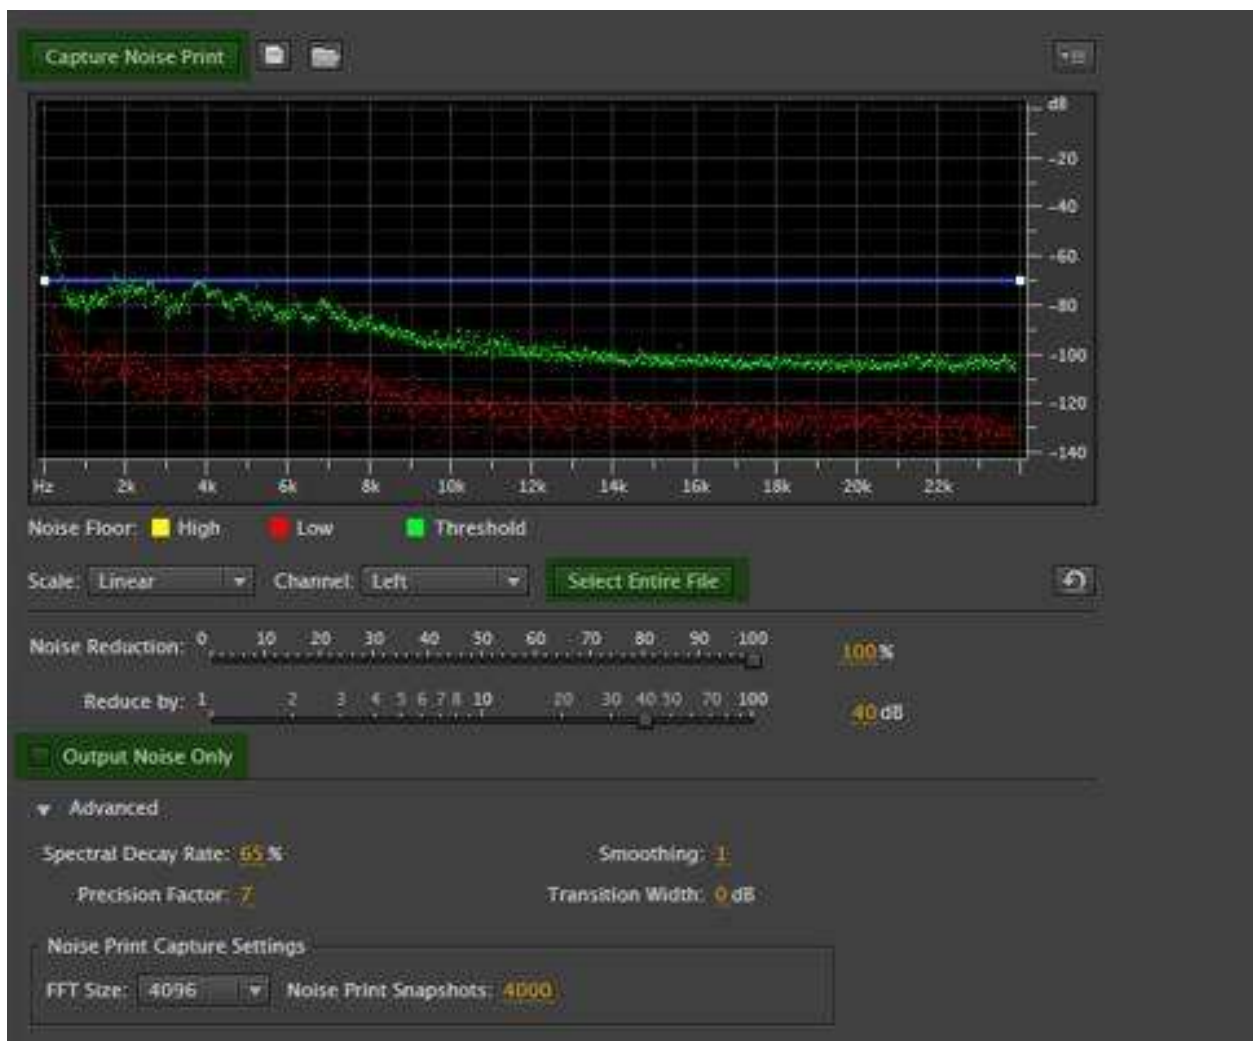 Capture Noise Print
dB
-20
-40
-60
-80
-100
-120
-140
Hz 2k 4k 6k 8k 10k 12k 14k 16k 18k 20k 22k
Noise Floor: High Low Threshold
Scale: Linear Channel: Left Select Entire File
Noise Reduction: 0 10 20 30 40 50 60 70 80 90 100 100 %
Reduce by: 1 2 3 4 5 6 7 8 10 20 30 40 50 70 100 40 dB
Output Noise Only
Advanced
Spectral Decay Rate: 65 % Smoothing: 1
Precision Factor: 7 Transition Width: 0 dB
Noise Print Capture Settings
FFT Size: 4096 Noise Print Snapshots: 4000